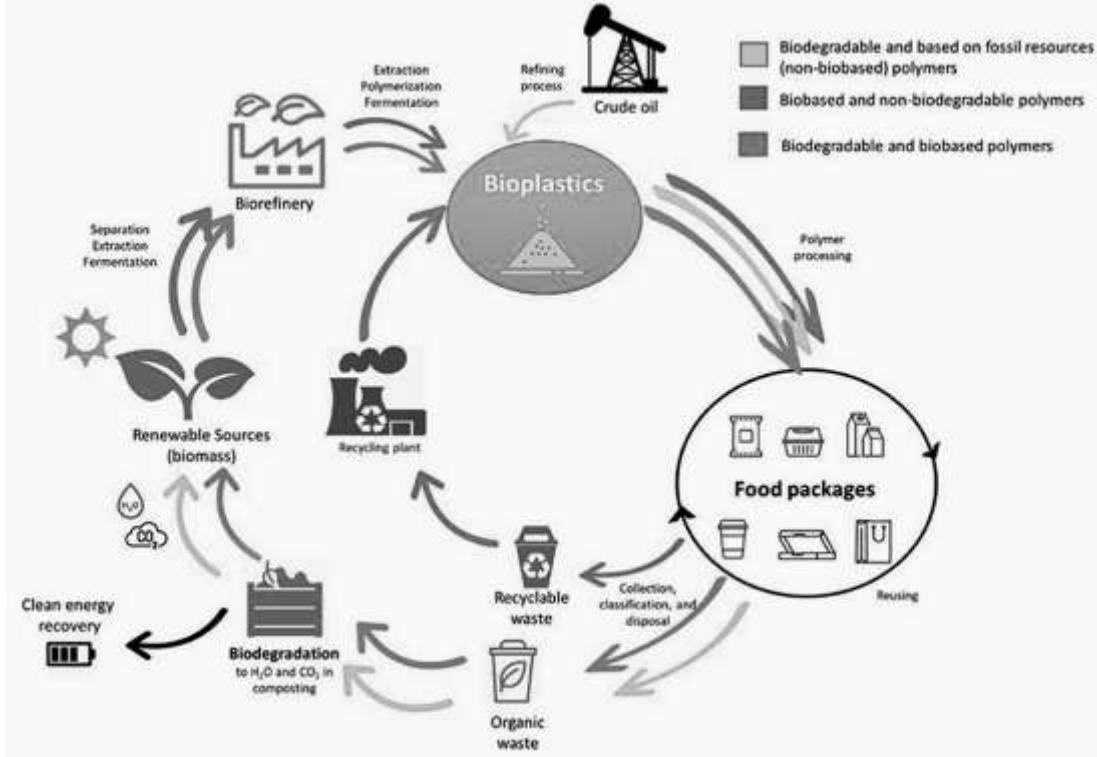 Extraction
Polymerization
Fermentation
Refining
process
Crude oil
Biodegradable and based on fossil resources
(non-biobased) polymers
Biobased and non-biodegradable polymers
Biodegradable and biobased polymers
Biorefinery
Bioplastics
Separation
Extraction
Fermentation
Polymer
processing
Renewable Sources
(biomass)
Recycling plant
H₂O
CO₂
Food packages
Reusing
Recyclable
waste
Collection,
classification, and
disposal
Clean energy
recovery
Biodegradation
to H₂O and CO₂ in
composting
Organic
waste